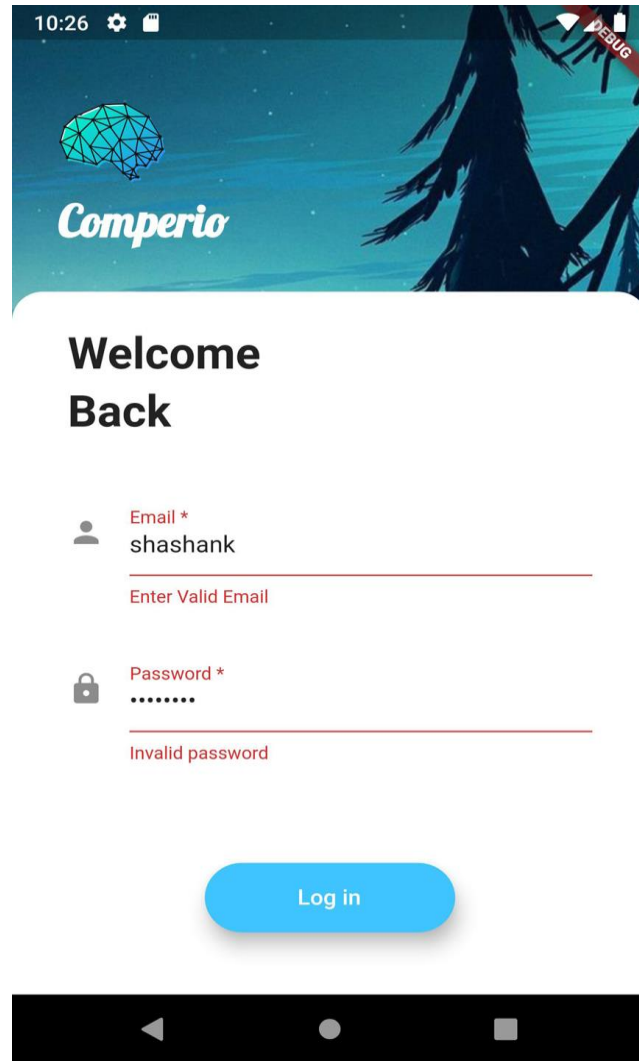 10:26
DEBUG
Comperio
Welcome
Back
Email *
shashank
Enter Valid Email
Password *
••••••••
Invalid password
Log in